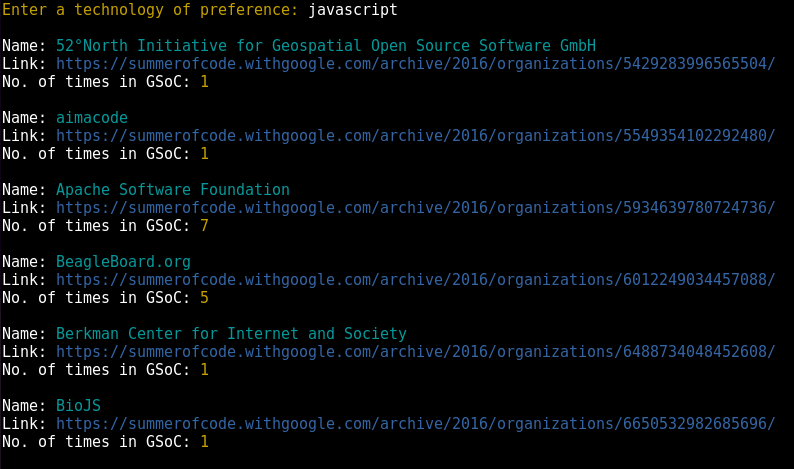 Enter a technology of preference: javascript
Name: 52°North Initiative for Geospatial Open Source Software GmbH
Link: https://summerofcode.withgoogle.com/archive/2016/organizations/5429283996565504/
No. of times in GSoC: 1
Name: aimacode
Link: https://summerofcode.withgoogle.com/archive/2016/organizations/5549354102292480/
No. of times in GSoC: 1
Name: Apache Software Foundation
Link: https://summerofcode.withgoogle.com/archive/2016/organizations/5934639780724736/
No. of times in GSoC: 7
Name: BeagleBoard.org
Link: https://summerofcode.withgoogle.com/archive/2016/organizations/6012249034457088/
No. of times in GSoC: 5
Name: Berkman Center for Internet and Society
Link: https://summerofcode.withgoogle.com/archive/2016/organizations/6488734048452608/
No. of times in GSoC: 1
Name: BioJS
Link: https://summerofcode.withgoogle.com/archive/2016/organizations/6650532982685696/
No. of times in GSoC: 1